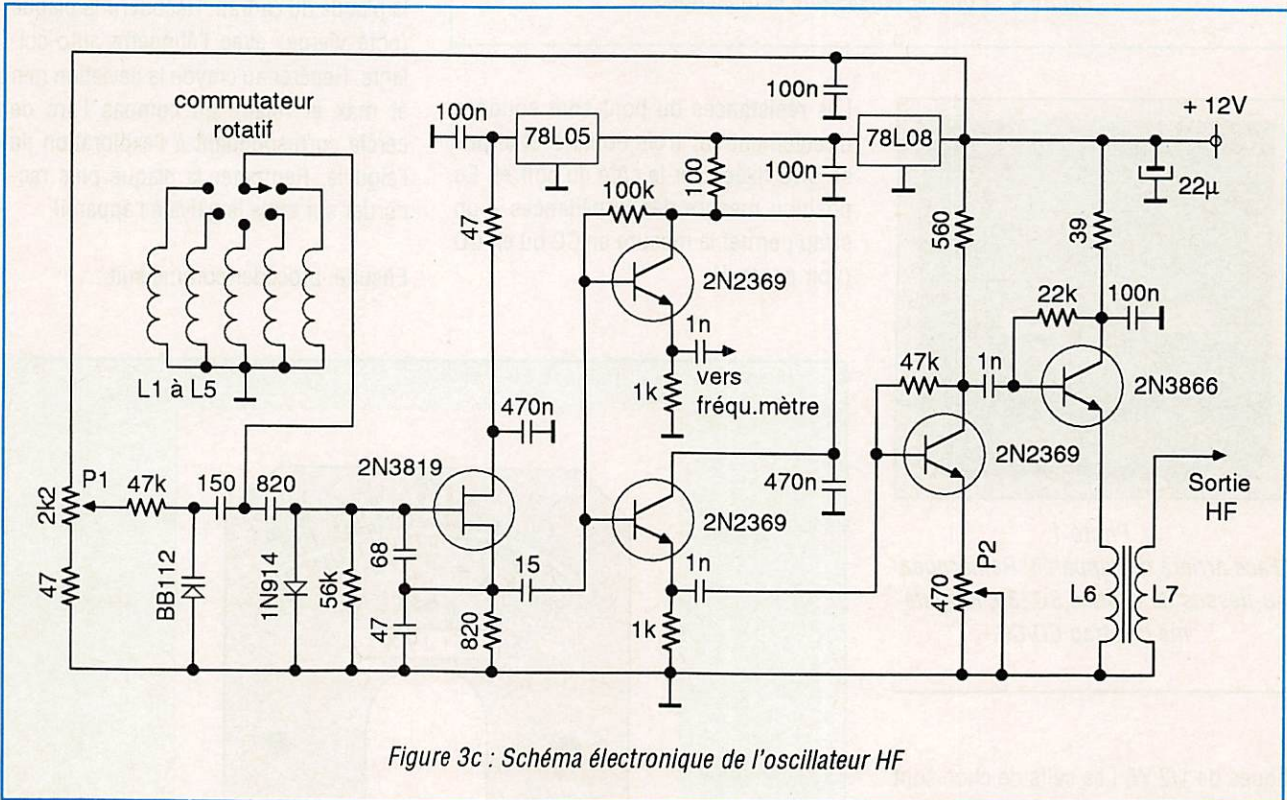 commutateur
rotatif
100n
78L05
100n
78L08
+ 12V
100n
22µ
47
100k
100
560
39
2N2369
22k
100n
1n
vers
fréqu.mètre
1k
47k
1n
2N3866
L1 à L5
470n
2N3819
P1
2k2
47k
150
820
2N2369
470n
2N2369
Sortie
HF
47
BB112
1N914
56k
68
47
15
820
1n
1k
470
P2
L6
L7
Figure 3c : Schéma électronique de l'oscillateur HF